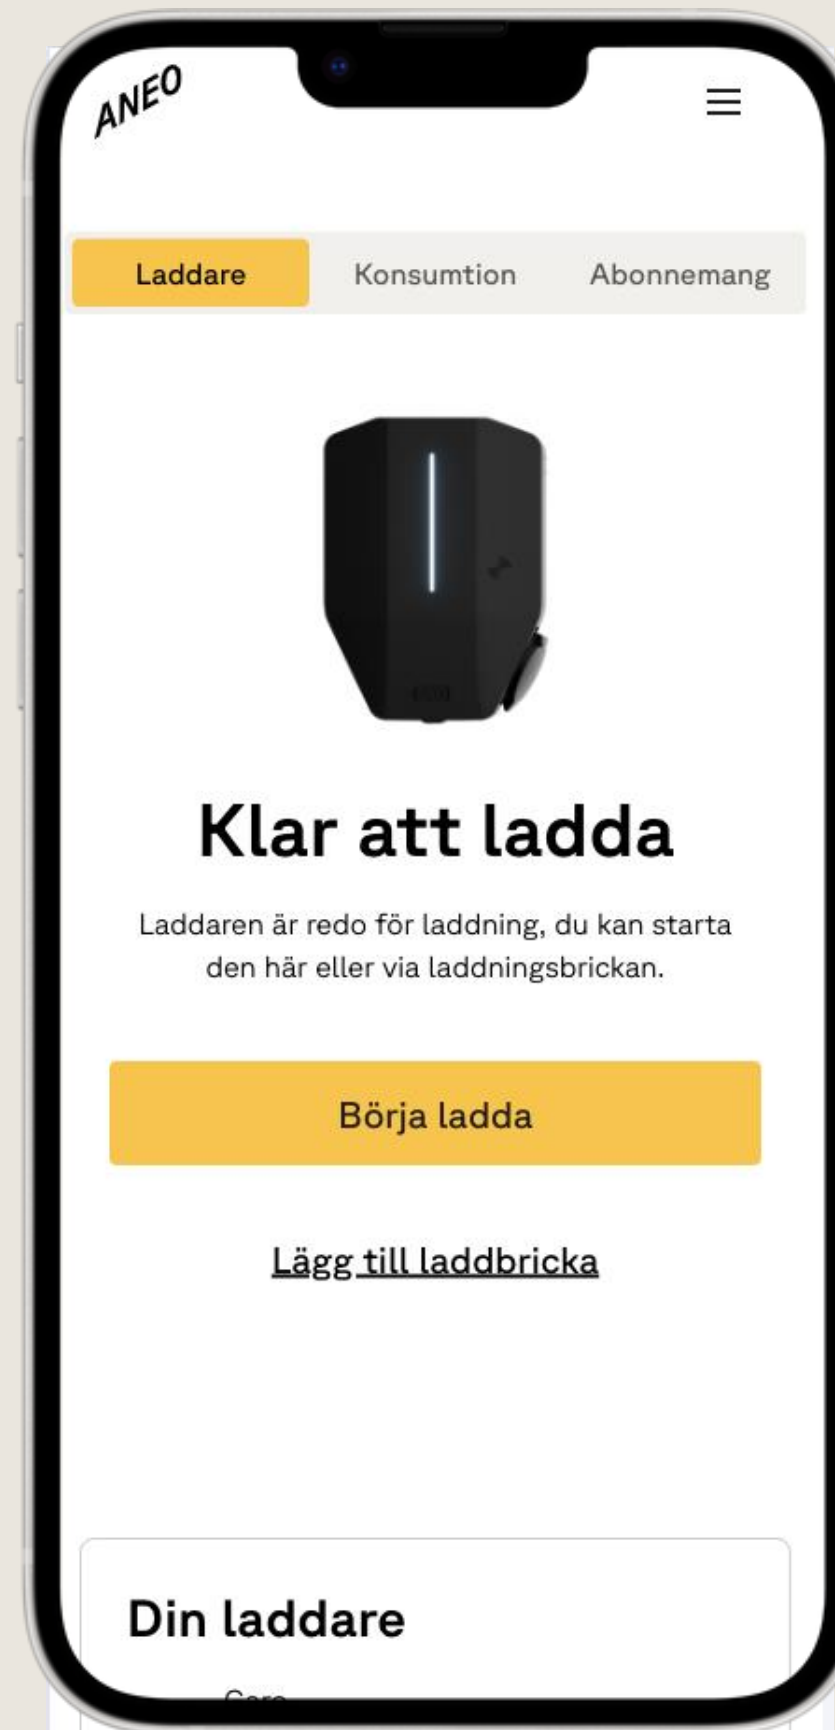 ANEO
Laddare Konsumtion Abonnemang
Klar att ladda
Laddaren är redo för laddning, du kan starta
den här eller via laddningsbrickan.
Börja ladda
Lägg till laddbricka
Din laddare